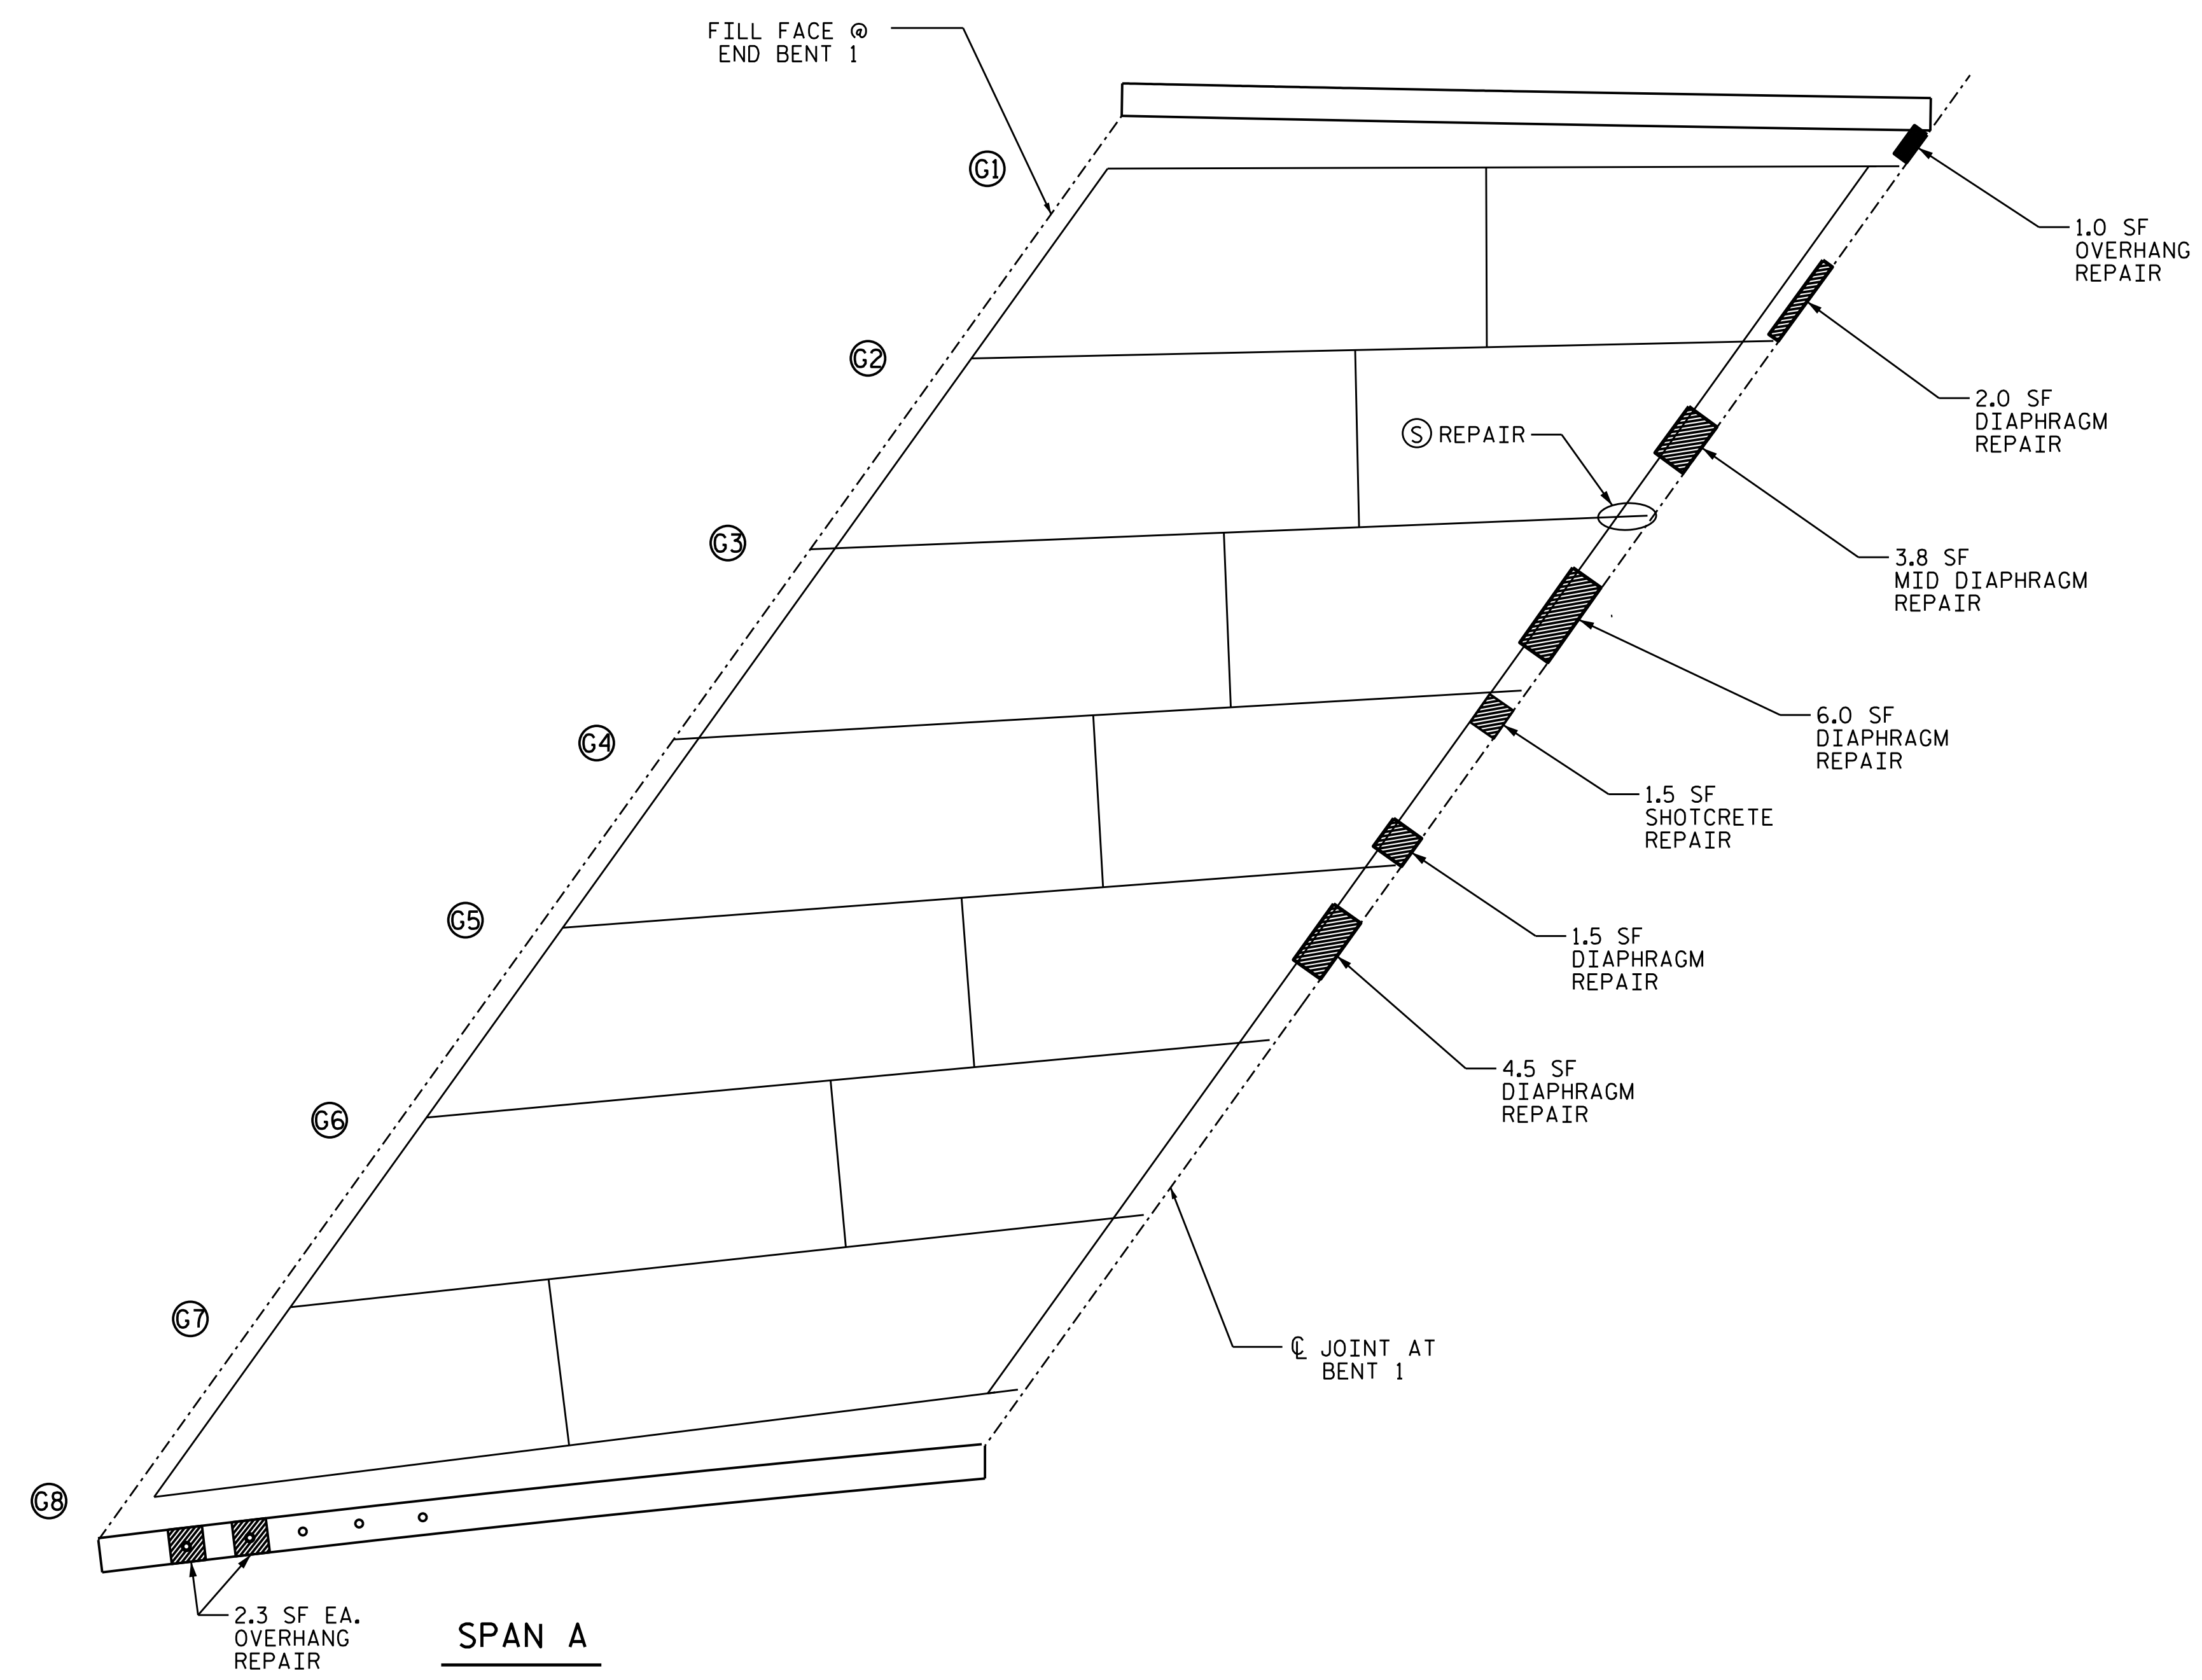 FILL FACE @
END BENT 1
G1
1.0 SF
OVERHANG
REPAIR
G2
2.0 SF
DIAPHRAGM
REPAIR
S REPAIR
G3
3.8 SF
MID DIAPHRAGM
REPAIR
G4
6.0 SF
DIAPHRAGM
REPAIR
1.5 SF
SHOTCRETE
REPAIR
G5
1.5 SF
DIAPHRAGM
REPAIR
4.5 SF
DIAPHRAGM
REPAIR
G6
G7
℄ JOINT AT
BENT 1
G8
2.3 SF EA.
OVERHANG
REPAIR
SPAN A